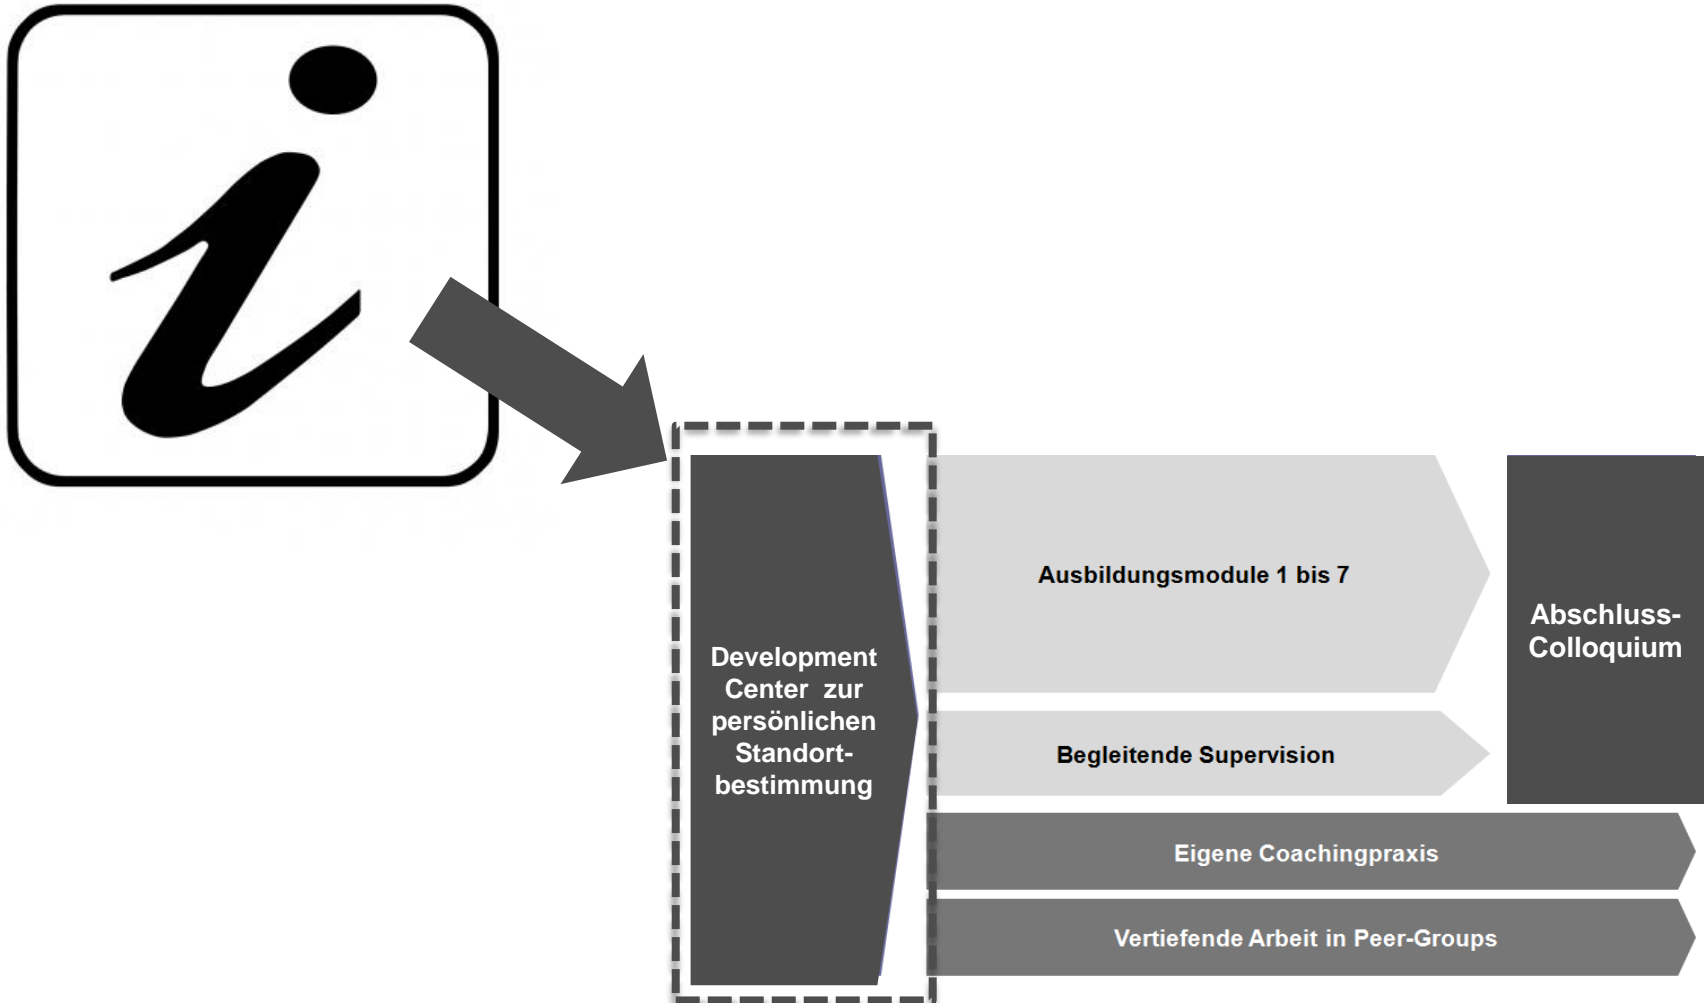 i
Development
Center zur
persönlichen
Standort-
bestimmung
Ausbildungsmodule 1 bis 7
Begleitende Supervision
Eigene Coachingpraxis
Vertiefende Arbeit in Peer-Groups
Abschluss-
Colloquium